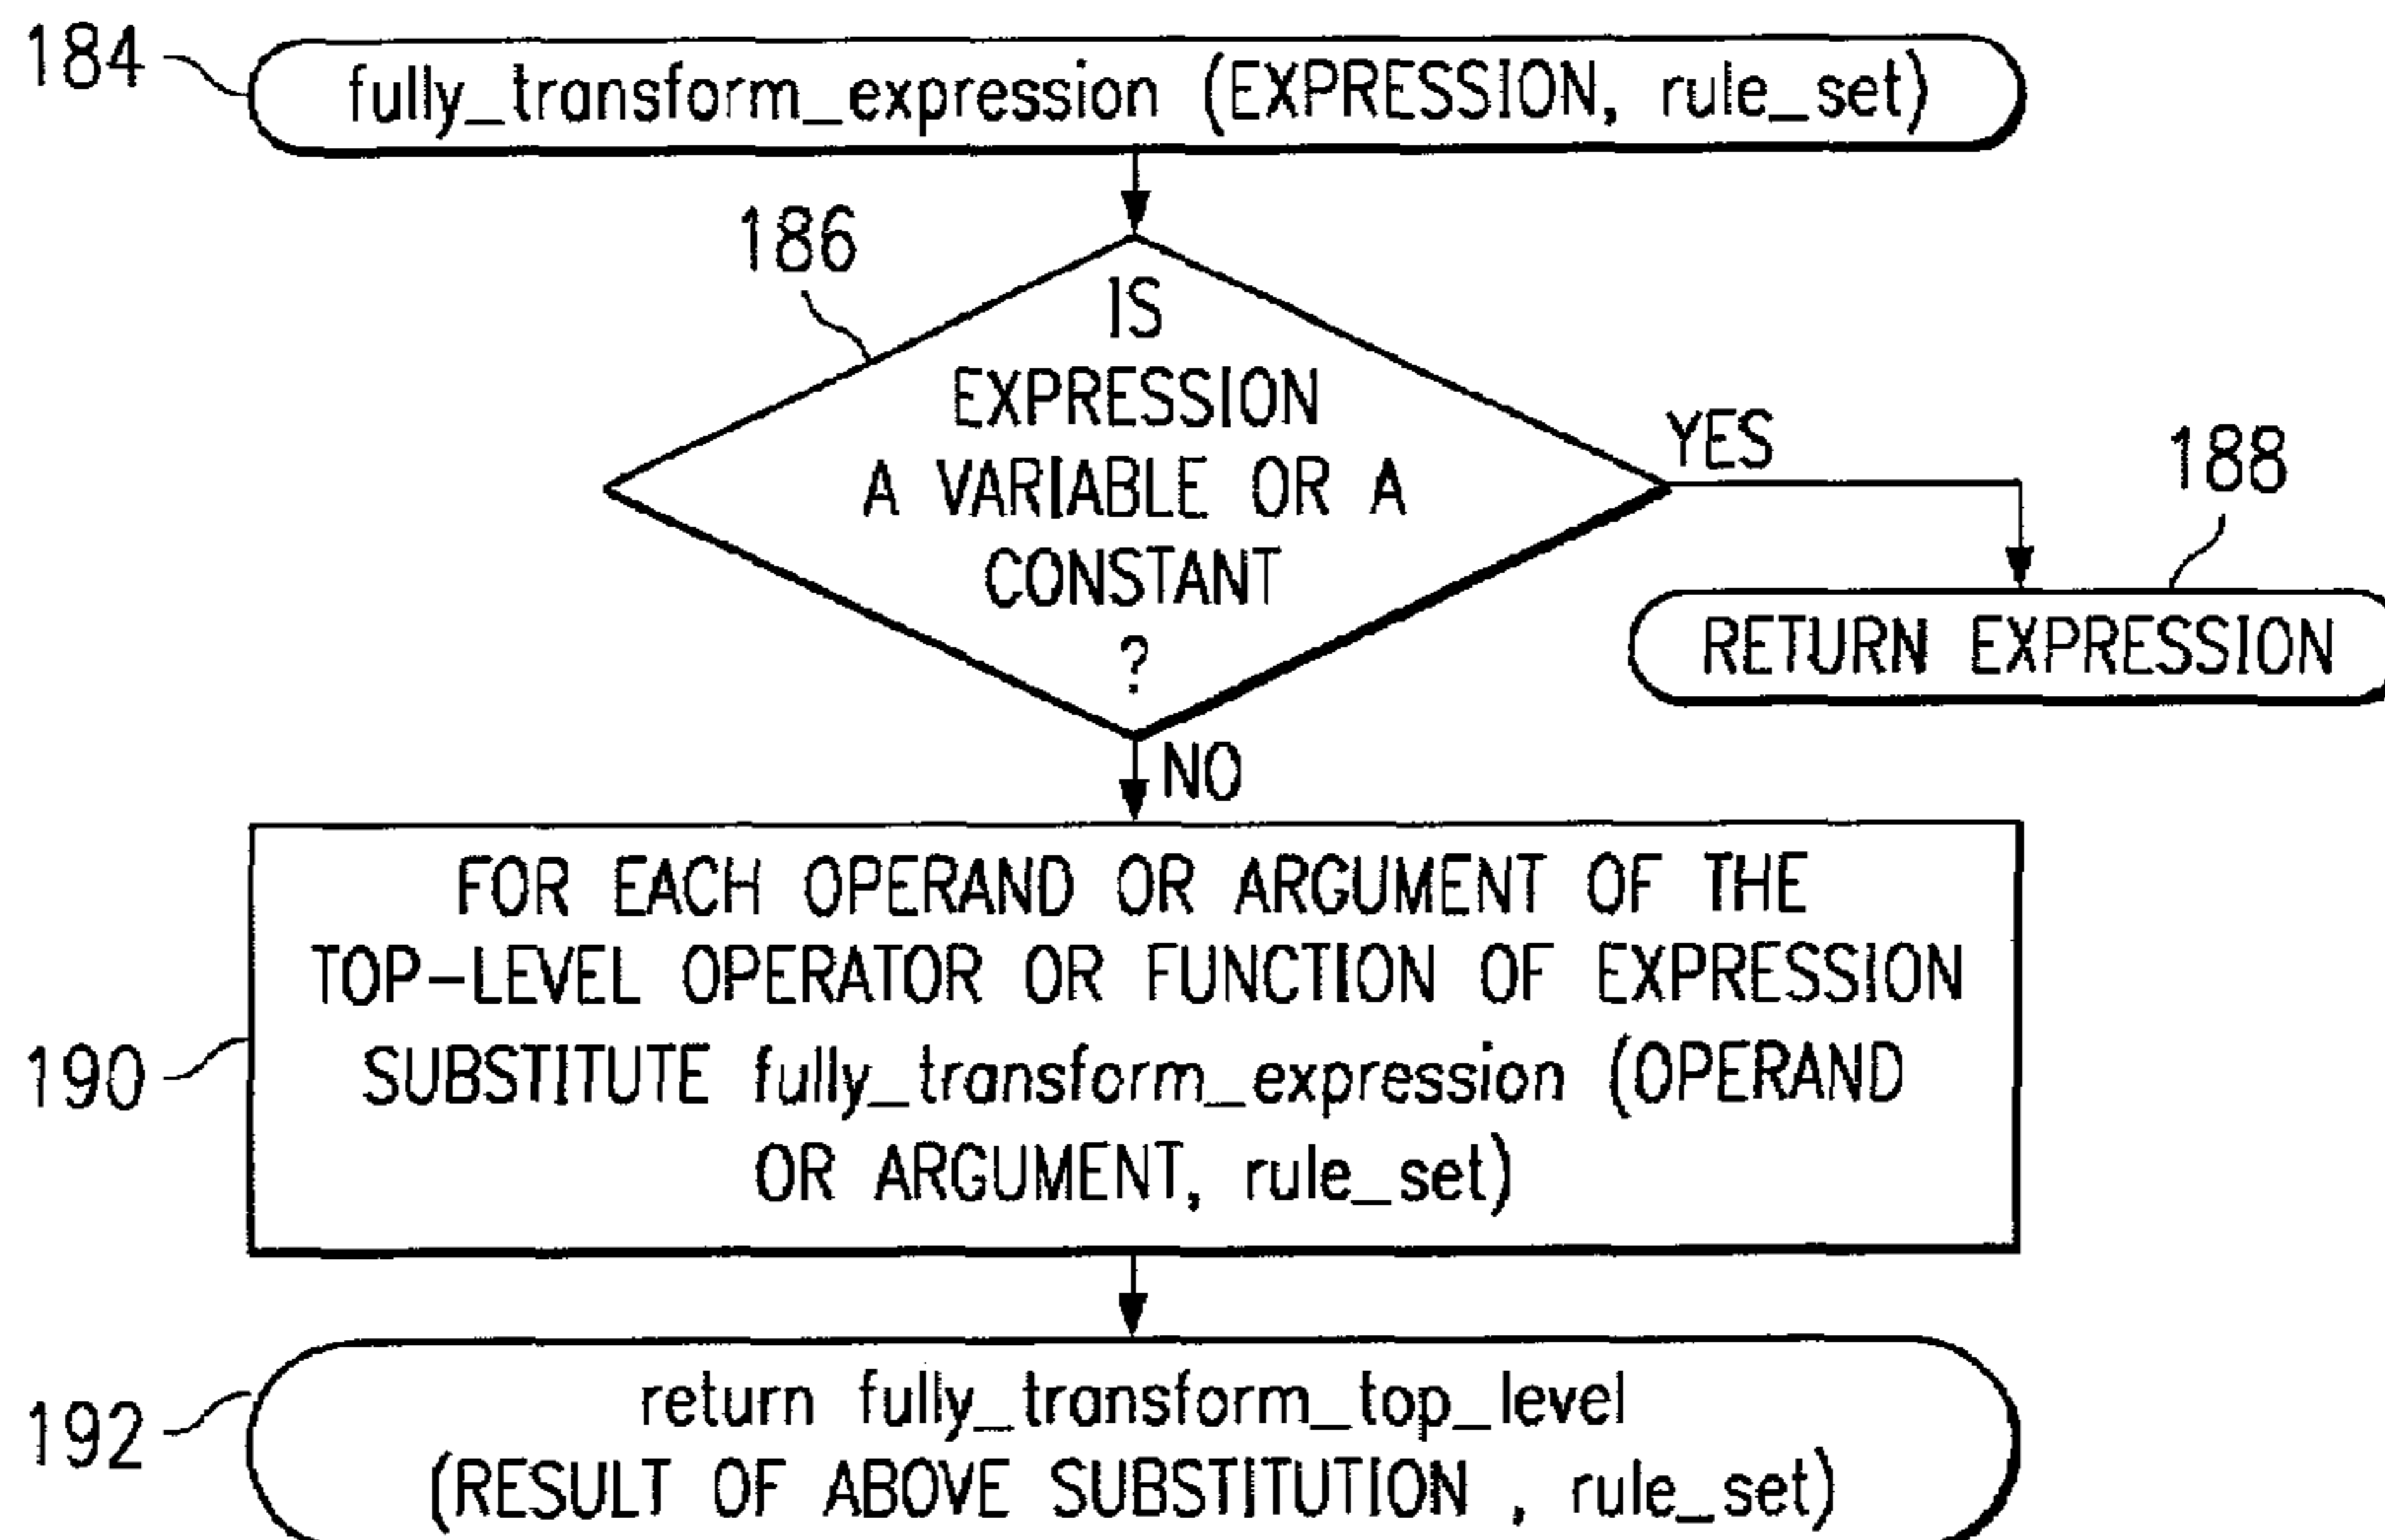 184
fully_transform_expression (EXPRESSION, rule_set)
186
IS
EXPRESSION
A VARIABLE OR A
CONSTANT
?
YES
188
RETURN EXPRESSION
NO
190
FOR EACH OPERAND OR ARGUMENT OF THE
TOP-LEVEL OPERATOR OR FUNCTION OF EXPRESSION
SUBSTITUTE fully_transform_expression (OPERAND
OR ARGUMENT, rule_set)
192
return fully_transform_top_level
(RESULT OF ABOVE SUBSTITUTION , rule_set)